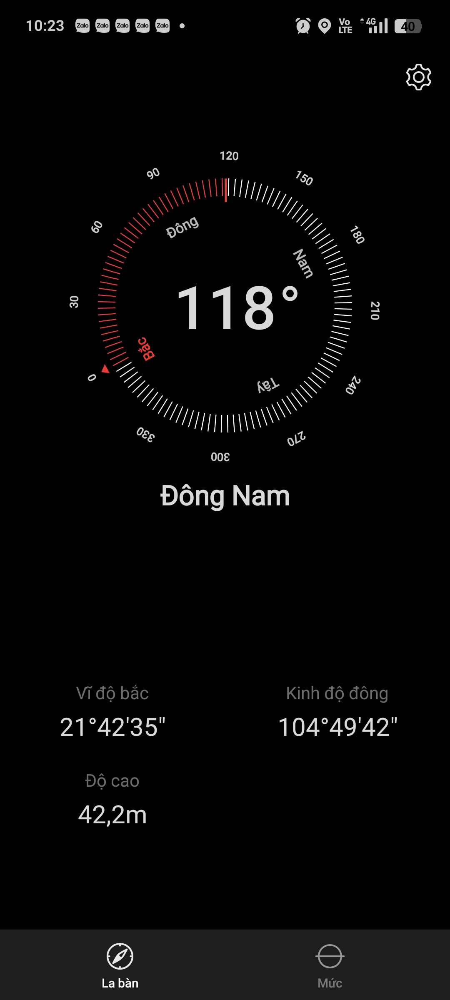 10:23 Zalo Zalo Zalo Zalo Zalo Vo LTE 4G 40
120
90
150
60
180
Đông
Nam
118°
30
210
Bắc
0
Tây
240
330
270
300
Đông Nam
Vĩ độ bắc Kinh độ đông
21°42'35" 104°49'42"
Độ cao
42,2m
La bàn Mức